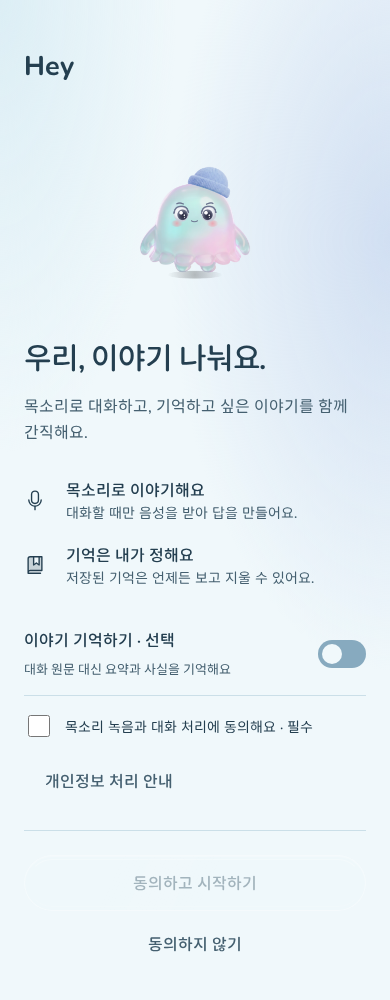 Hey
우리, 이야기 나눠요.
목소리로 대화하고, 기억하고 싶은 이야기를 함께
간직해요.
목소리로 이야기해요
대화할 때만 음성을 받아 답을 만들어요.
기억은 내가 정해요
저장된 기억은 언제든 보고 지울 수 있어요.
이야기 기억하기 · 선택
대화 원문 대신 요약과 사실을 기억해요
목소리 녹음과 대화 처리에 동의해요 · 필수
개인정보 처리 안내
동의하고 시작하기
동의하지 않기